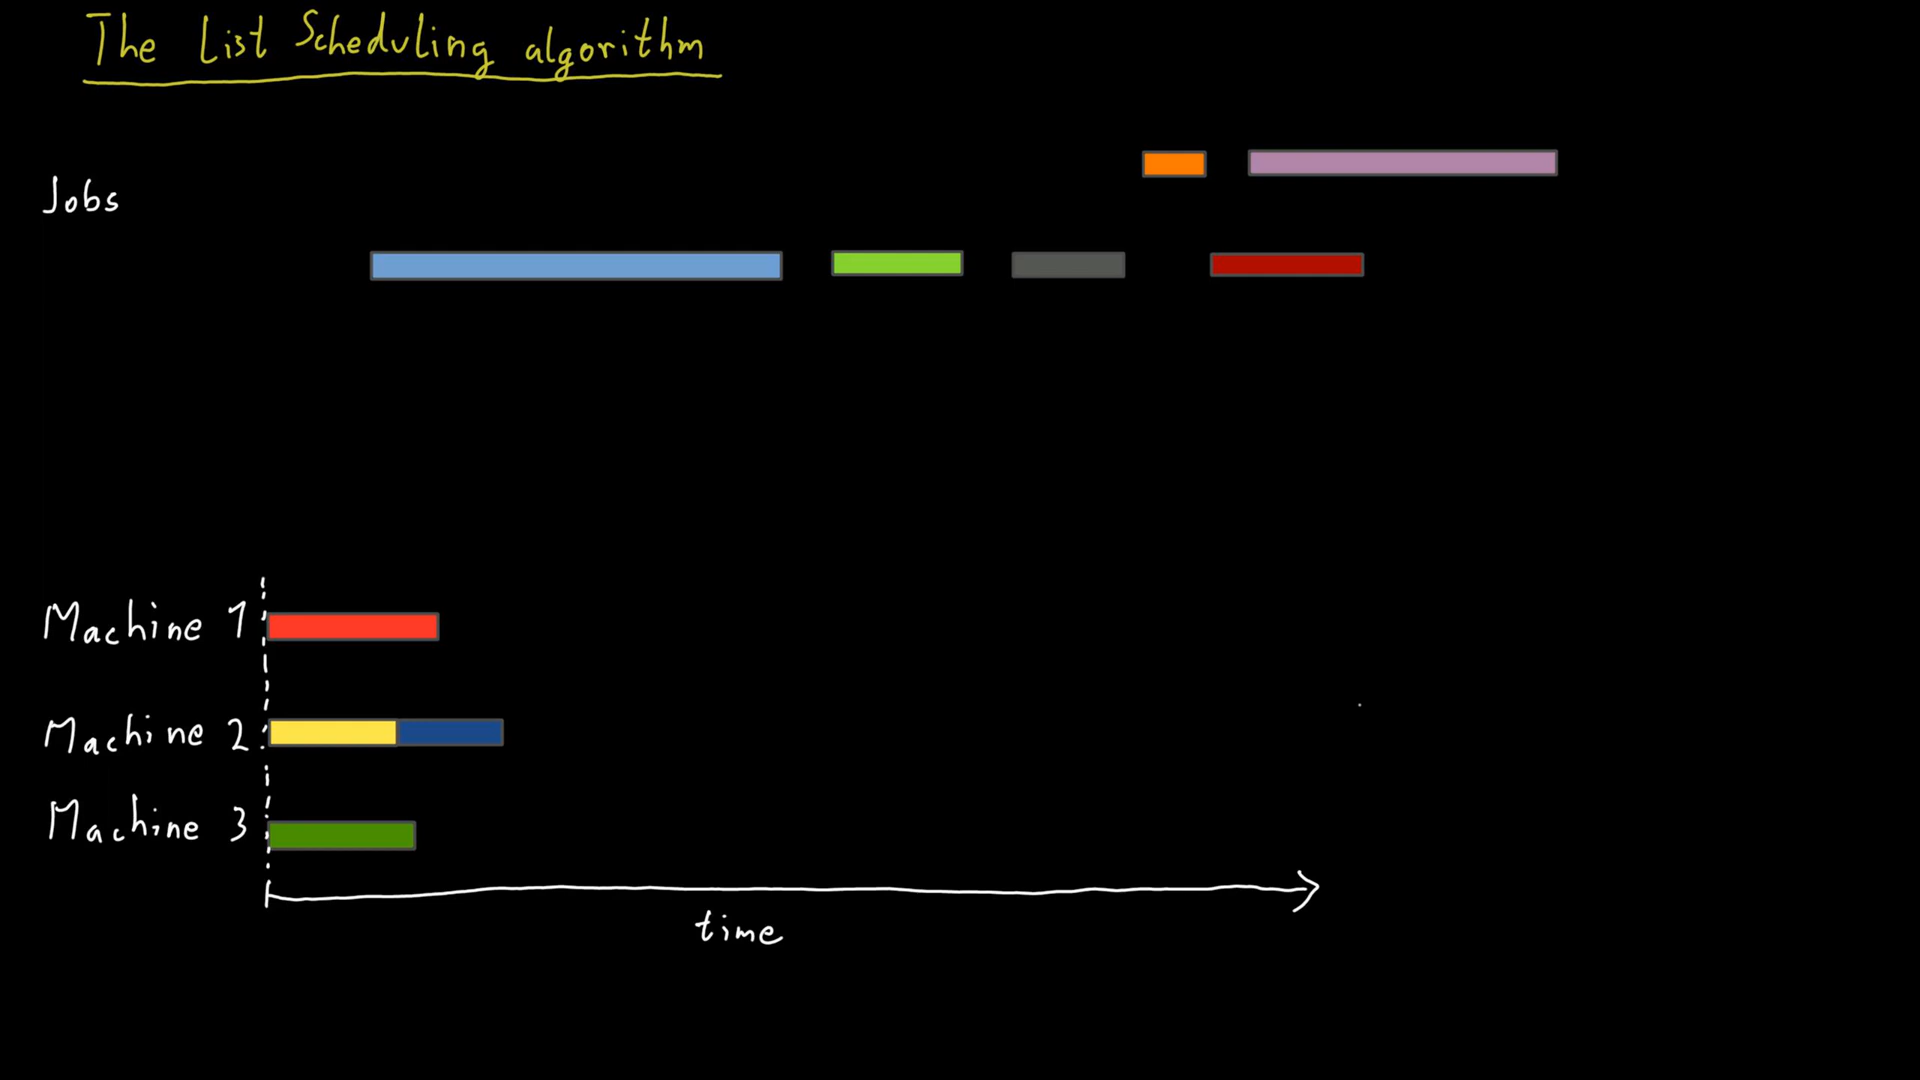 The List Scheduling algorithm
Jobs
Machine 1
Machine 2
Machine 3
time